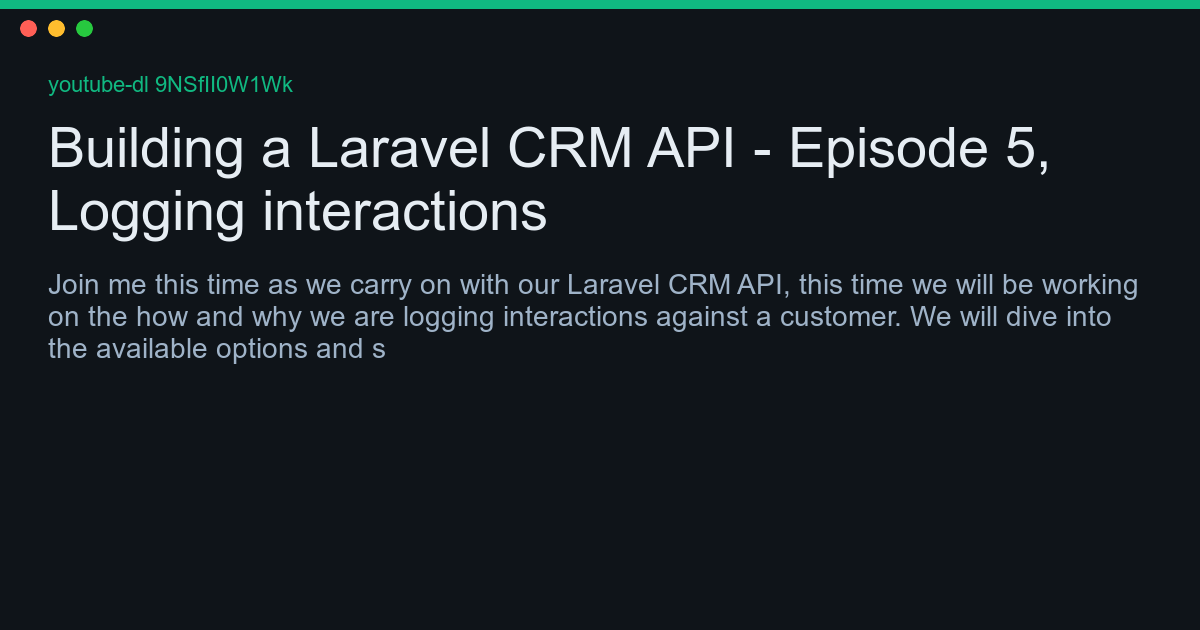 youtube-dl 9NSfII0W1Wk
Building a Laravel CRM API - Episode 5,
Logging interactions
Join me this time as we carry on with our Laravel CRM API, this time we will be working
on the how and why we are logging interactions against a customer. We will dive into
the available options and s